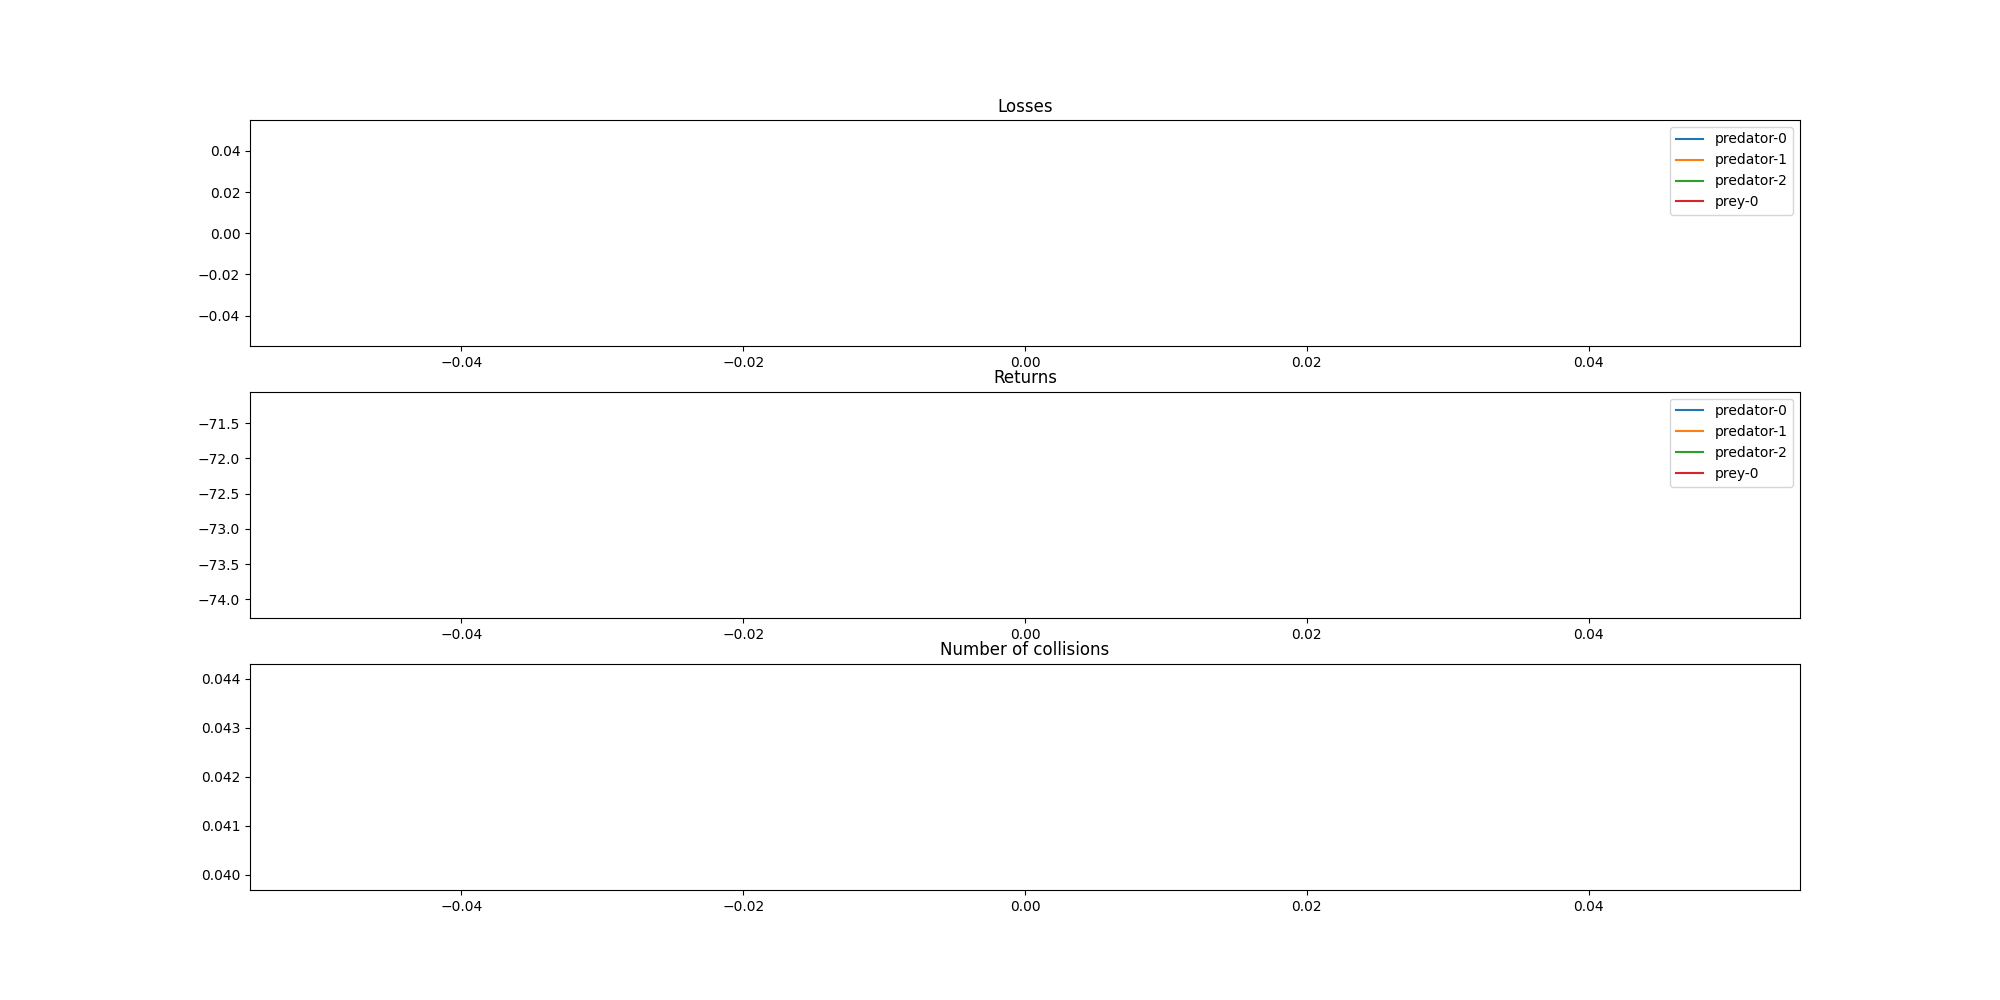 Losses
0.04
0.02
0.00
−0.02
−0.04
predator-0
predator-1
predator-2
prey-0
−0.04 −0.02 0.00 0.02 0.04
Returns
−71.5
−72.0
−72.5
−73.0
−73.5
−74.0
predator-0
predator-1
predator-2
prey-0
−0.04 −0.02 0.00 0.02 0.04
Number of collisions
0.044
0.043
0.042
0.041
0.040
−0.04 −0.02 0.00 0.02 0.04